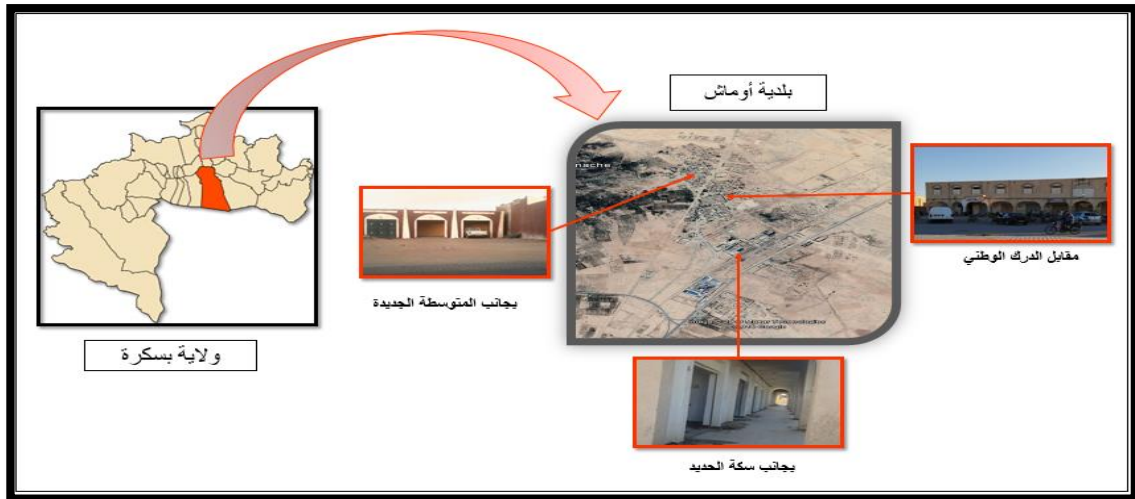 بلدية أوماش
مقابل الدرك الوطني
بجانب المتوسطة الجديدة
ولاية بسكرة
بجانب سكة الحديد